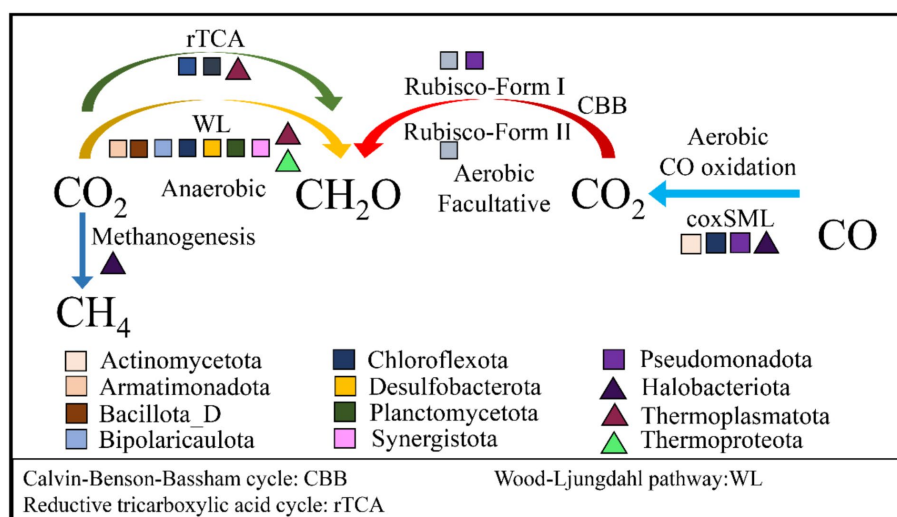 rTCA
Rubisco-Form I
CBB
WL
Rubisco-Form II
Aerobic
CO oxidation
Anaerobic
Aerobic
Facultative
CO2
CH2O
CO2
coxSML
CO
Methanogenesis
CH4
Actinomycetota
Chloroflexota
Pseudomonadota
Armatimonadota
Desulfobacterota
Halobacteriota
Bacillota_D
Planctomycetota
Thermoplasmatota
Bipolaricaulota
Synergistota
Thermoproteota
Calvin-Benson-Bassham cycle: CBB
Wood-Ljungdahl pathway:WL
Reductive tricarboxylic acid cycle: rTCA